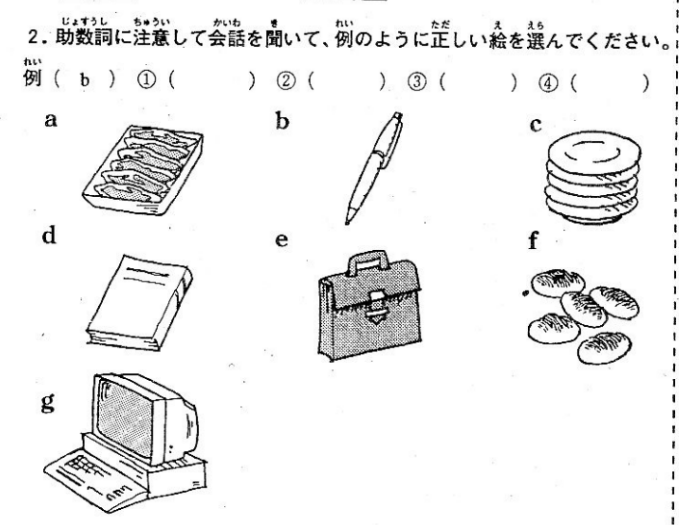 2. 助数詞に注意して会話を聞いて、例のように正しい絵を選んでください。
例 ( b ) ① ( ) ② ( ) ③ ( ) ④ ( )
a b c
d e f
g